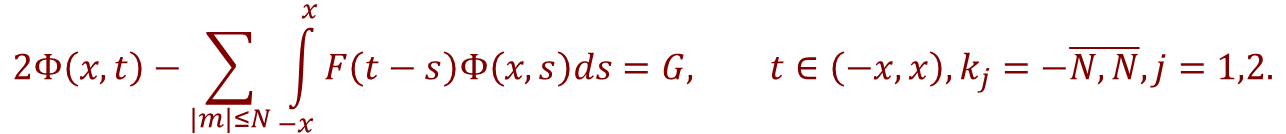 2Φ(x, t) − ∑_{|m|≤N} ∫_{−x}^{x} F(t − s)Φ(x, s)ds = G, t ∈ (−x, x), k_j = −\overline{N, N}, j = 1,2.